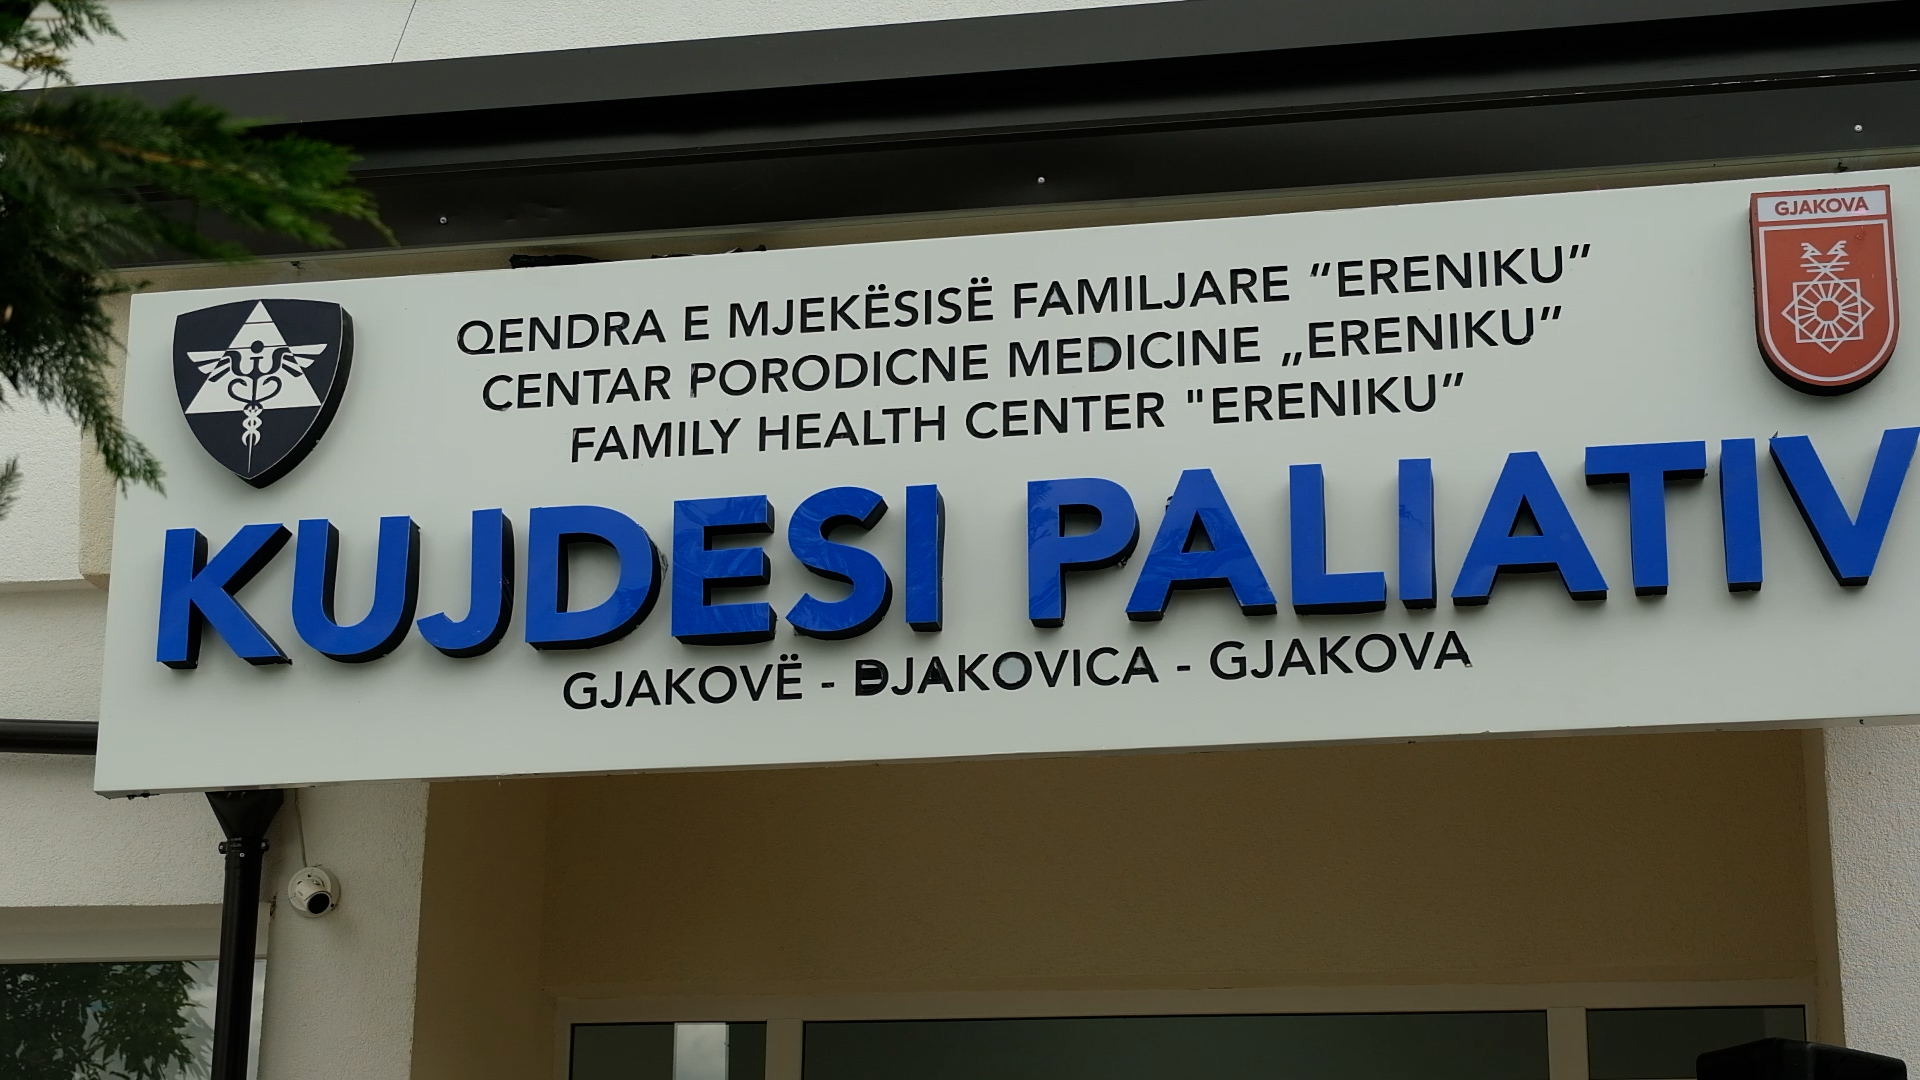 GJAKOVA
QENDRA E MJEKËSISË FAMILJARE “ERENIKU”
CENTAR PORODICNE MEDICINE „ERENIKU”
FAMILY HEALTH CENTER "ERENIKU”
KUJDESI PALIATIV
GJAKOVË - ĐJAKOVICA - GJAKOVA